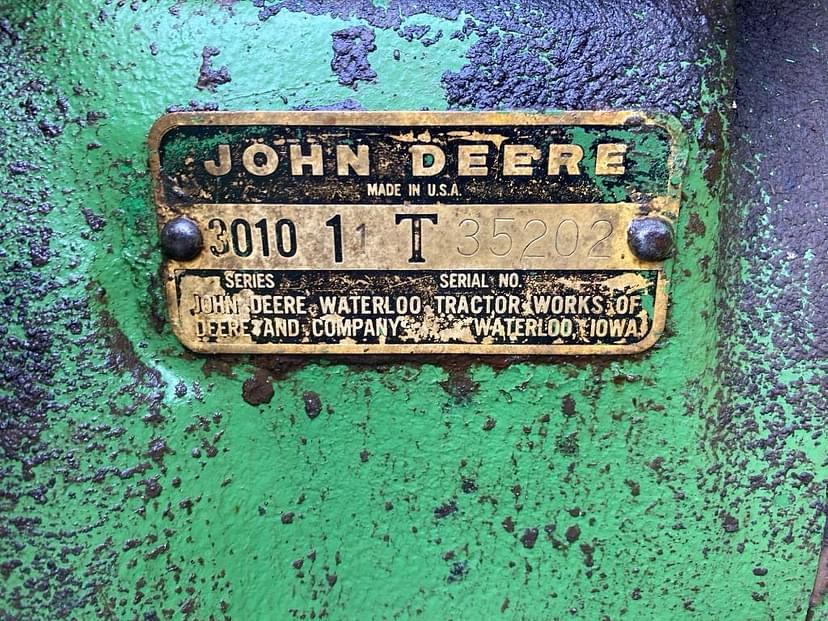 JOHN DEERE
MADE IN U.S.A.
3010 11 T 35202
SERIES SERIAL NO.
JOHN DEERE WATERLOO TRACTOR WORKS OF
DEERE AND COMPANY WATERLOO, IOWA